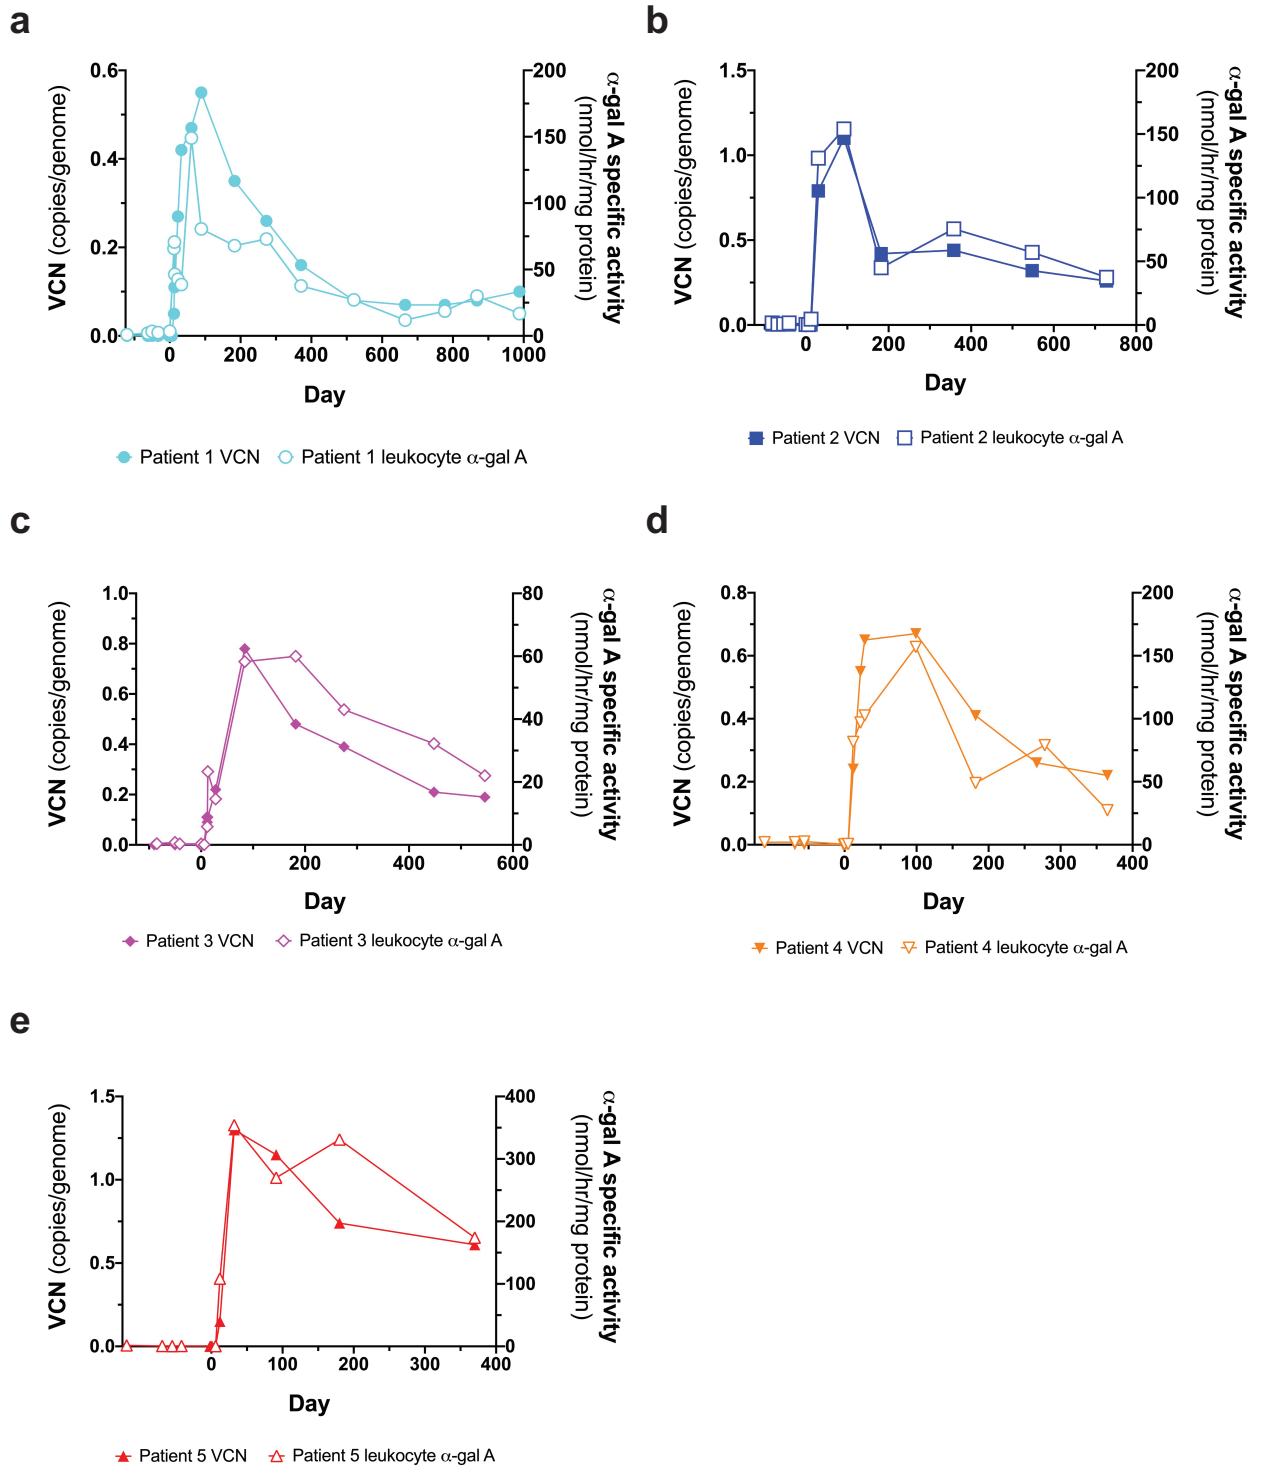 a
VCN (copies/genome)
0.6
0.4
0.2
0.0
0 200 400 600 800 1000
Day
200
150
100
50
0
α-gal A specific activity
(nmol/hr/mg protein)
Patient 1 VCN
Patient 1 leukocyte α-gal A
b
VCN (copies/genome)
1.5
1.0
0.5
0.0
0 200 400 600 800
Day
200
150
100
50
0
α-gal A specific activity
(nmol/hr/mg protein)
Patient 2 VCN
Patient 2 leukocyte α-gal A
c
VCN (copies/genome)
1.0
0.8
0.6
0.4
0.2
0.0
0 200 400 600
Day
80
60
40
20
0
α-gal A specific activity
(nmol/hr/mg protein)
Patient 3 VCN
Patient 3 leukocyte α-gal A
d
VCN (copies/genome)
0.8
0.6
0.4
0.2
0.0
0 100 200 300 400
Day
200
150
100
50
0
α-gal A specific activity
(nmol/hr/mg protein)
Patient 4 VCN
Patient 4 leukocyte α-gal A
e
VCN (copies/genome)
1.5
1.0
0.5
0.0
0 100 200 300 400
Day
400
300
200
100
0
α-gal A specific activity
(nmol/hr/mg protein)
Patient 5 VCN
Patient 5 leukocyte α-gal A